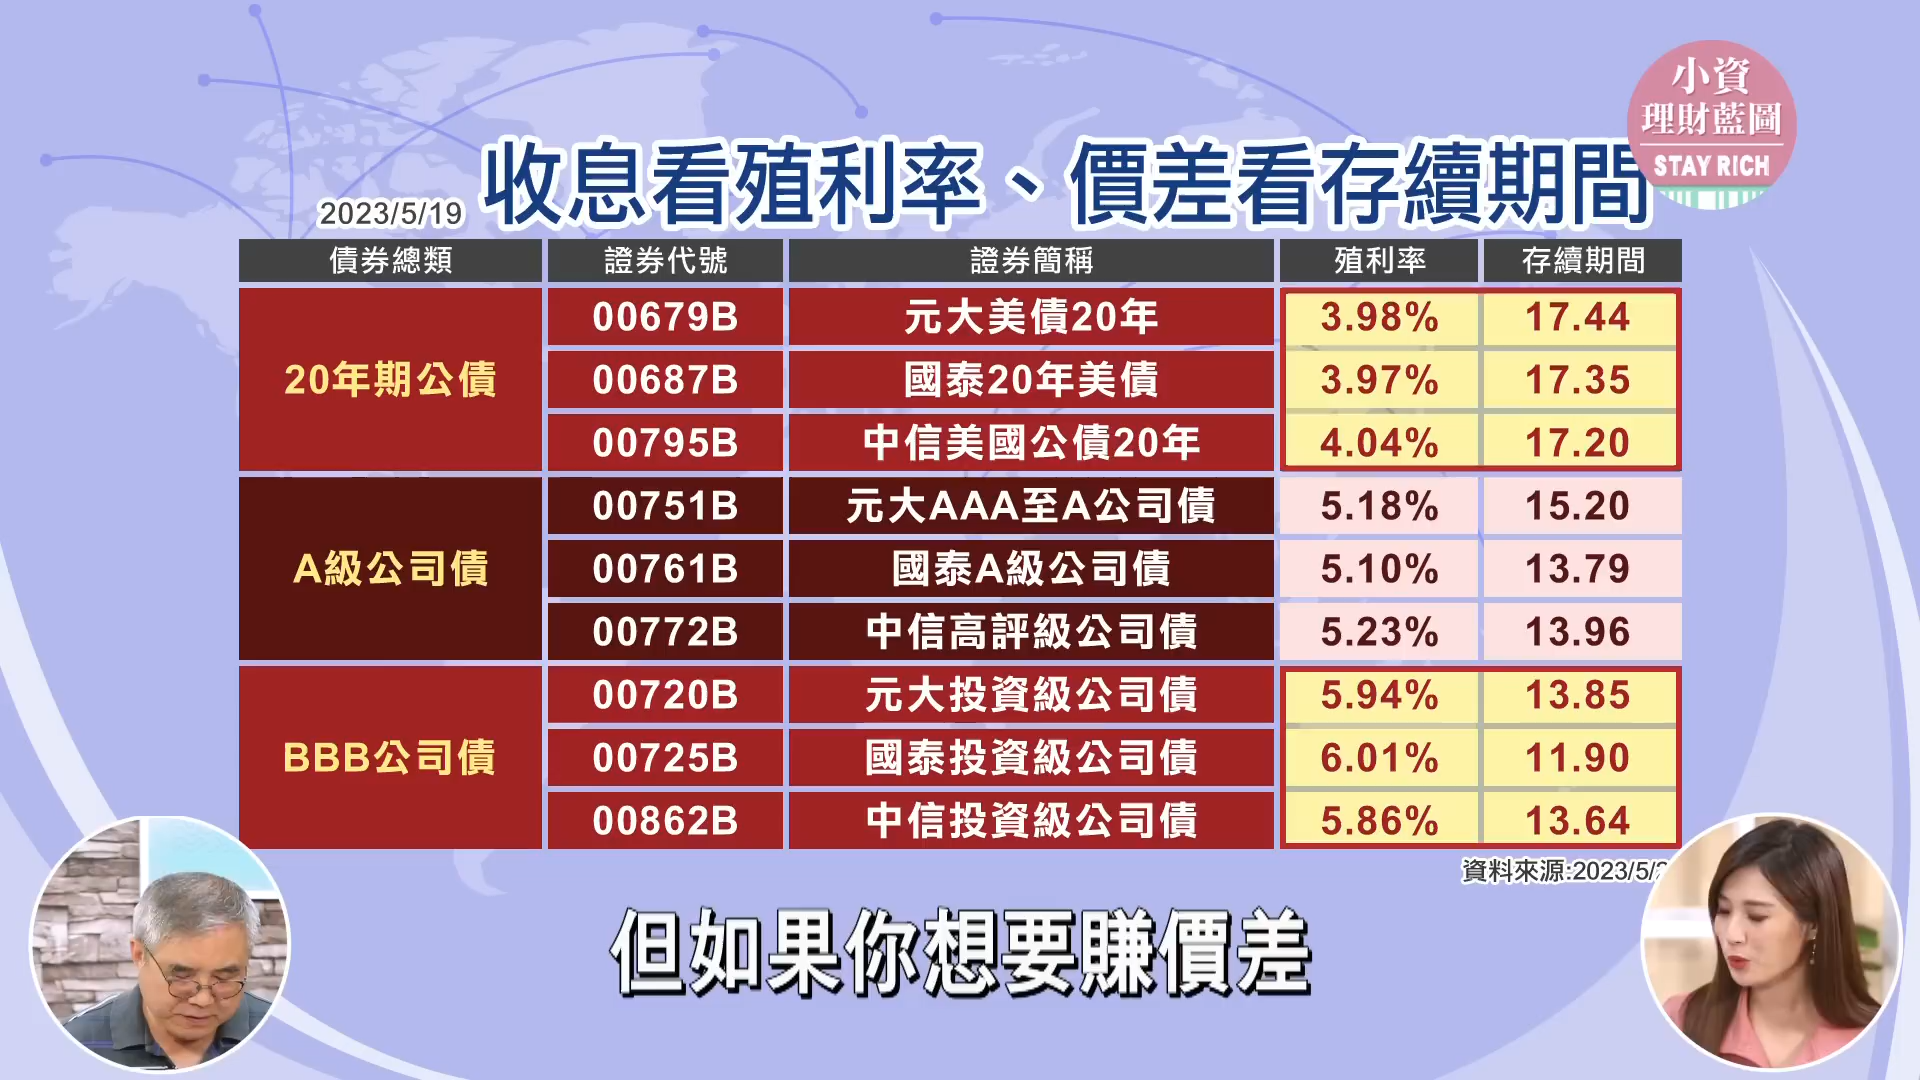 小資
理財藍圖
STAY RICH
2023/5/19 收息看殖利率、價差看存續期間
債券總類 證券代號 證券簡稱 殖利率 存續期間
20年期公債
00679B 元大美債20年 3.98% 17.44
00687B 國泰20年美債 3.97% 17.35
00795B 中信美國公債20年 4.04% 17.20
A級公司債
00751B 元大AAA至A公司債 5.18% 15.20
00761B 國泰A級公司債 5.10% 13.79
00772B 中信高評級公司債 5.23% 13.96
BBB公司債
00720B 元大投資級公司債 5.94% 13.85
00725B 國泰投資級公司債 6.01% 11.90
00862B 中信投資級公司債 5.86% 13.64
資料來源:2023/5/
但如果你想要賺價差